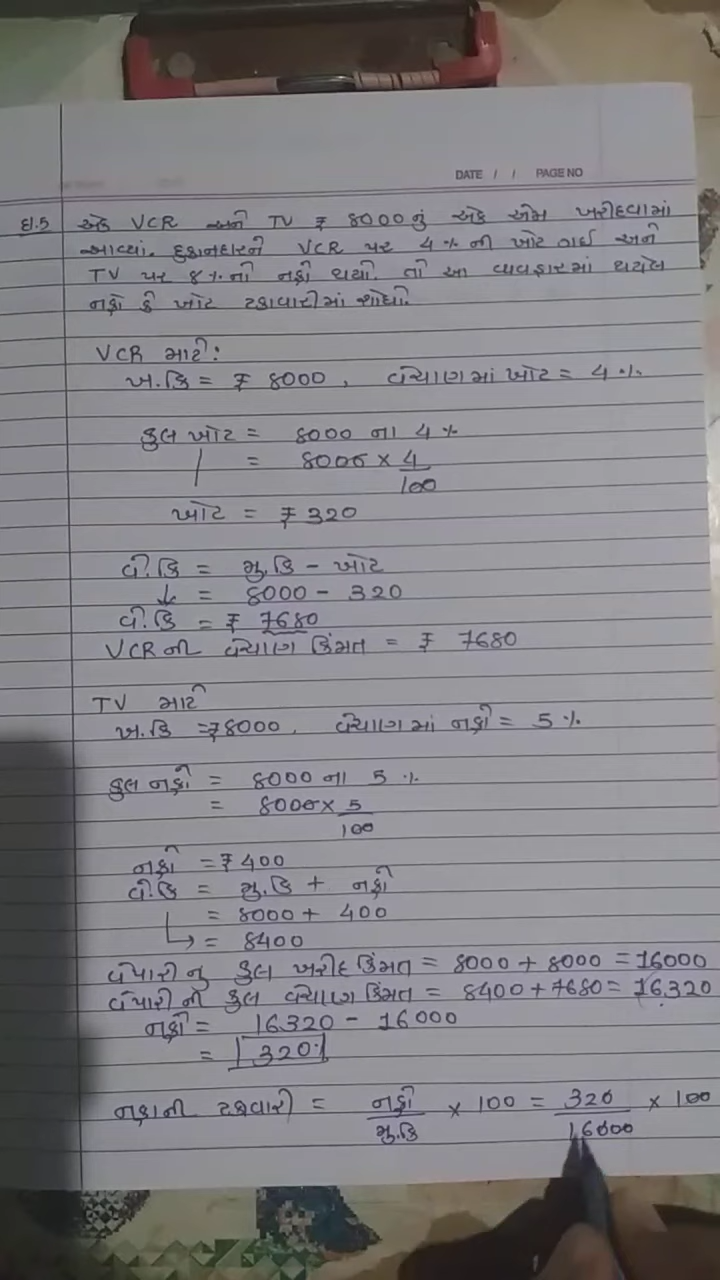 DATE / / PAGE NO
દા.5 એક VCR અને TV ₹ 8000 નું એક એમ ખરીદવામાં
આવ્યાં. દુકાનદારને VCR પર 4% ની ખોટ ગઈ અને
TV પર 8% નો નફો થયો. તો આ વ્યવહારમાં થયેલ
નફો કે ખોટ ટકાવારીમાં શોધો.
VCR માટે:
ખ.કિ = ₹ 8000, વેચાણમાં ખોટ = 4%
કુલ ખોટ = 8000 ના 4%
= 8000 × 4/100
ખોટ = ₹ 320
વે.કિ = મુ.કિ - ખોટ
↓ = 8000 - 320
વે.કિ = ₹ 7680
VCR ની વેચાણ કિંમત = ₹ 7680
TV માટે
ખ.કિ = ₹8000, વેચાણમાં નફો = 5%
કુલ નફો = 8000 ના 5%
= 8000 × 5/100
નફો = ₹ 400
વે.કિ = મુ.કિ + નફો
= 8000 + 400
↳ = 8400
વેપારીનું કુલ ખરીદ કિંમત = 8000 + 8000 = 16000
વેપારી ની કુલ વેચાણ કિંમત = 8400 + 7680 = 16,320
નફો = 16320 - 16000
= 320
નફાની ટકાવારી = નફો/મુ.કિ × 100 = 320/16000 × 100